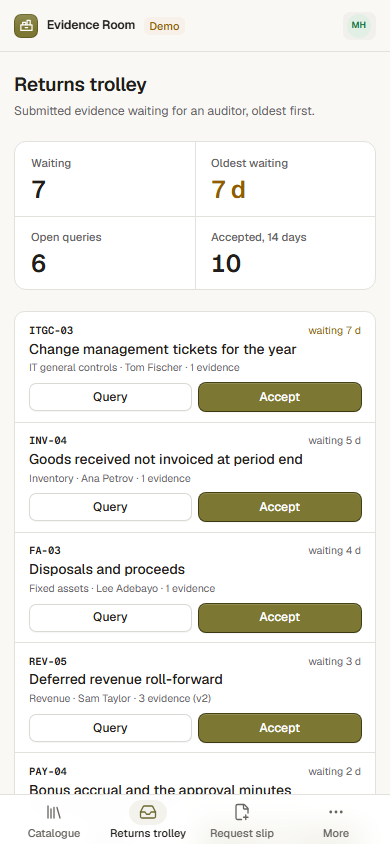 Evidence Room Demo MH
Returns trolley
Submitted evidence waiting for an auditor, oldest first.
Waiting
7
Oldest waiting
7 d
Open queries
6
Accepted, 14 days
10
ITGC-03 waiting 7 d
Change management tickets for the year
IT general controls · Tom Fischer · 1 evidence
Query Accept
INV-04 waiting 5 d
Goods received not invoiced at period end
Inventory · Ana Petrov · 1 evidence
Query Accept
FA-03 waiting 4 d
Disposals and proceeds
Fixed assets · Lee Adebayo · 1 evidence
Query Accept
REV-05 waiting 3 d
Deferred revenue roll-forward
Revenue · Sam Taylor · 3 evidence (v2)
Query Accept
PAY-04 waiting 2 d
Bonus accrual and the approval minutes
Catalogue Returns trolley Request slip More